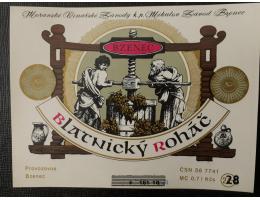 Moravské Vinařské Závody k.p. Mikulov Závod Bzenec
BZENEC
Blatnický Roháč
Provozovna
Bzenec
ČSN 56 7741
MC 0,7 l Kčs 28